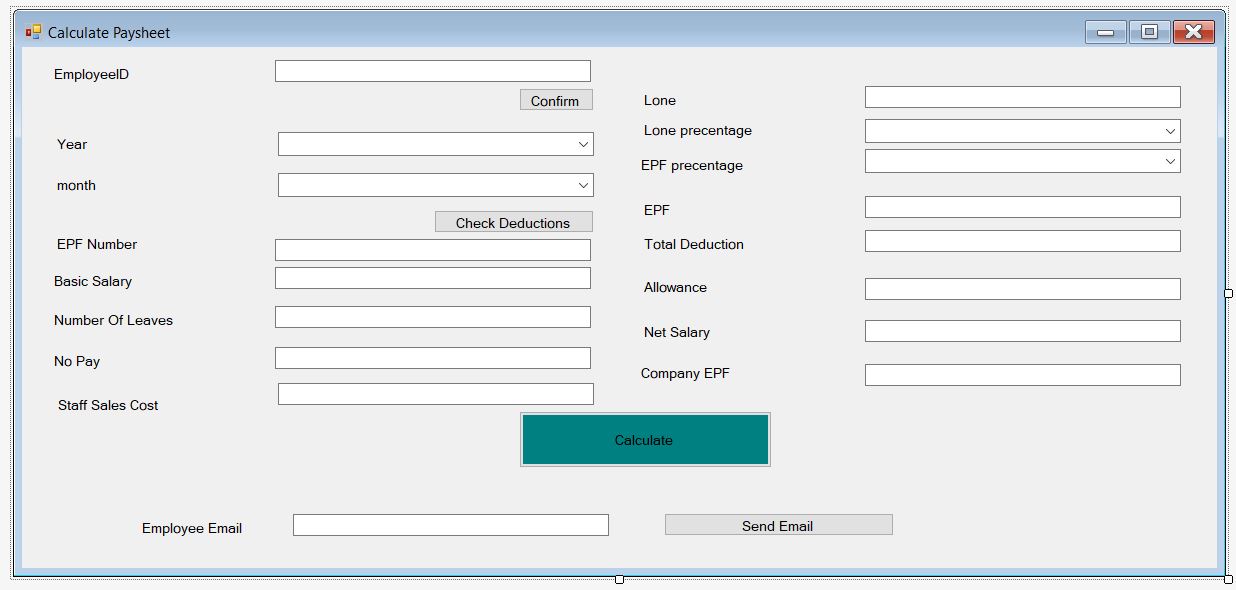 Calculate Paysheet
EmployeeID
Confirm
Year
month
Check Deductions
EPF Number
Basic Salary
Number Of Leaves
No Pay
Staff Sales Cost
Lone
Lone precentage
EPF precentage
EPF
Total Deduction
Allowance
Net Salary
Company EPF
Calculate
Employee Email
Send Email